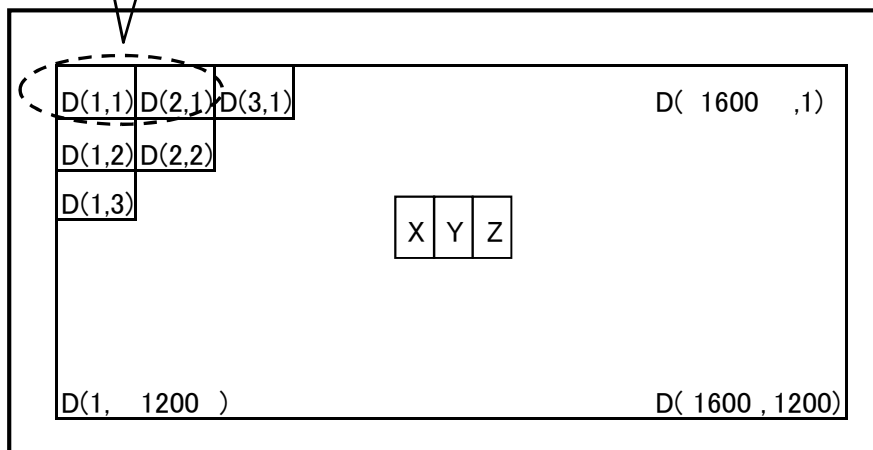 D(1,1) D(2,1) D(3,1) D( 1600 ,1)
D(1,2) D(2,2)
D(1,3)
X Y Z
D(1, 1200 ) D( 1600 , 1200)